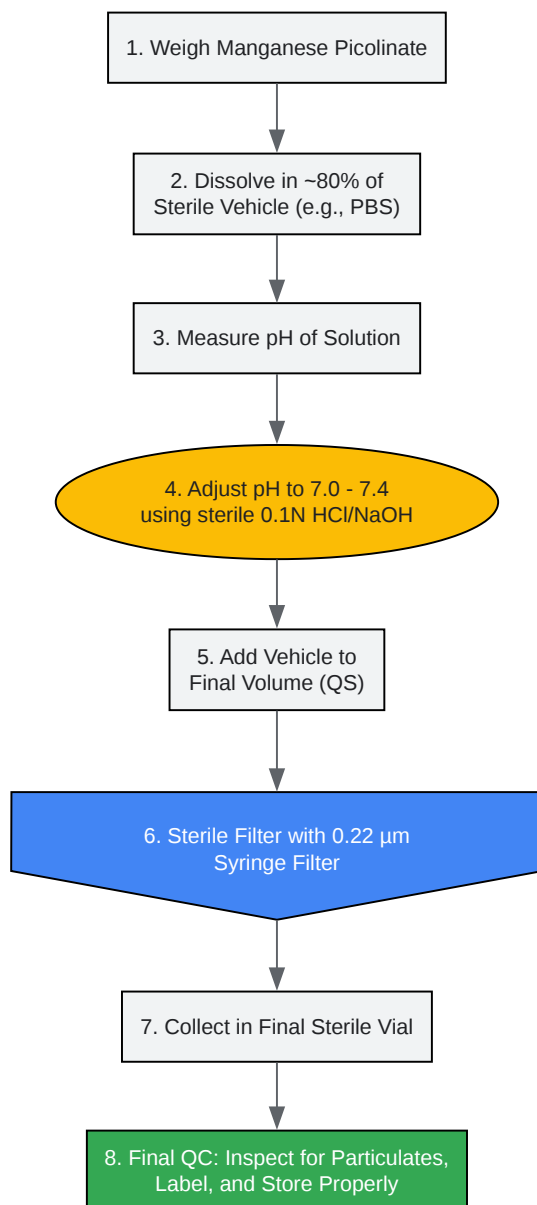 1. Weigh Manganese Picolinate
2. Dissolve in ~80% of
Sterile Vehicle (e.g., PBS)
3. Measure pH of Solution
4. Adjust pH to 7.0 - 7.4
using sterile 0.1N HCl/NaOH
5. Add Vehicle to
Final Volume (QS)
6. Sterile Filter with 0.22 µm
Syringe Filter
7. Collect in Final Sterile Vial
8. Final QC: Inspect for Particulates,
Label, and Store Properly